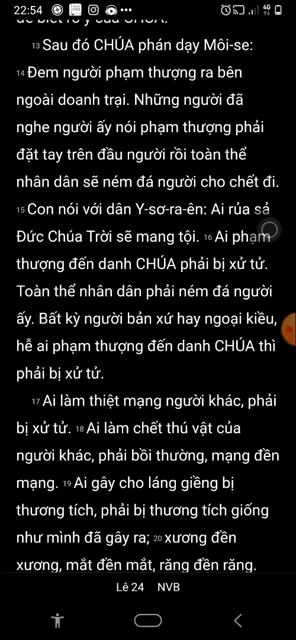 22:54
4G
để biết rõ ý của CHÚA.
13 Sau đó CHÚA phán dạy Môi-se:
14 Đem người phạm thượng ra bên
ngoài doanh trại. Những người đã
nghe người ấy nói phạm thượng phải
đặt tay trên đầu người rồi toàn thể
nhân dân sẽ ném đá người cho chết đi.
15 Con nói với dân Y-sơ-ra-ên: Ai rủa sả
Đức Chúa Trời sẽ mang tội. 16 Ai phạm
thượng đến danh CHÚA phải bị xử tử.
Toàn thể nhân dân phải ném đá người
ấy. Bất kỳ người bản xứ hay ngoại kiều,
hễ ai phạm thượng đến danh CHÚA thì
phải bị xử tử.
17 Ai làm thiệt mạng người khác, phải
bị xử tử. 18 Ai làm chết thú vật của
người khác, phải bồi thường, mạng đền
mạng. 19 Ai gây cho láng giềng bị
thương tích, phải bị thương tích giống
như mình đã gây ra; 20 xương đền
xương, mắt đền mắt, răng đền răng.
Lê 24 NVB